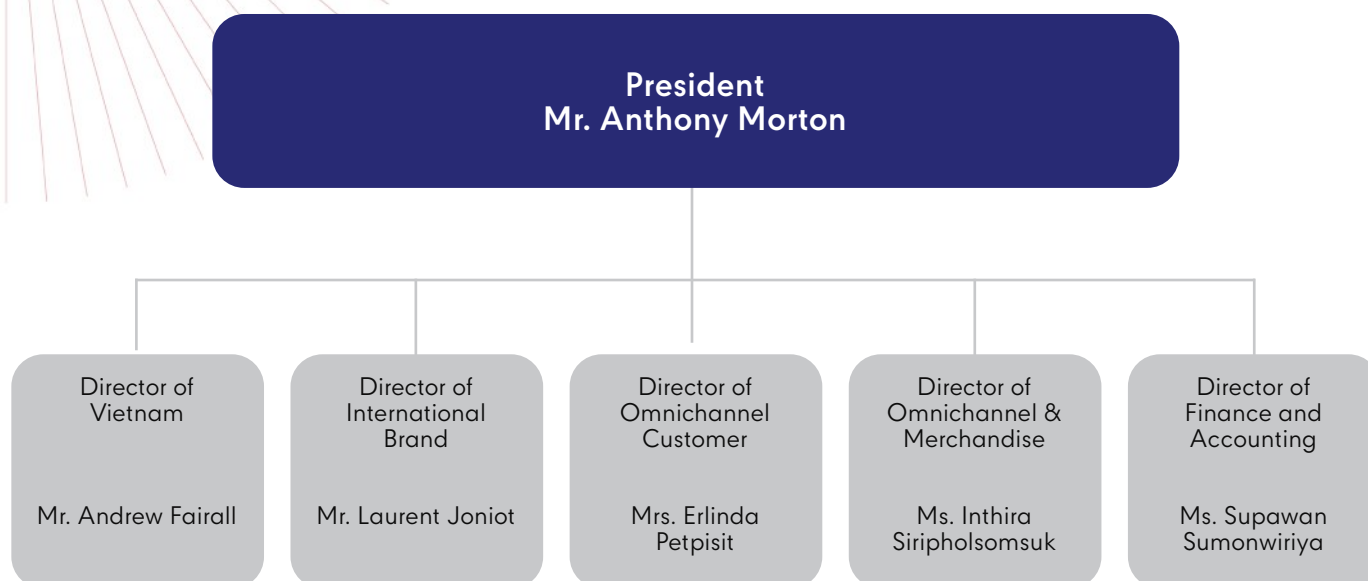 President
Mr. Anthony Morton
Director of
Vietnam
Mr. Andrew Fairall
Director of
International
Brand
Mr. Laurent Joniot
Director of
Omnichannel
Customer
Mrs. Erlinda
Petpisit
Director of
Omnichannel &
Merchandise
Ms. Inthira
Siripholsomsuk
Director of
Finance and
Accounting
Ms. Supawan
Sumonwiriya